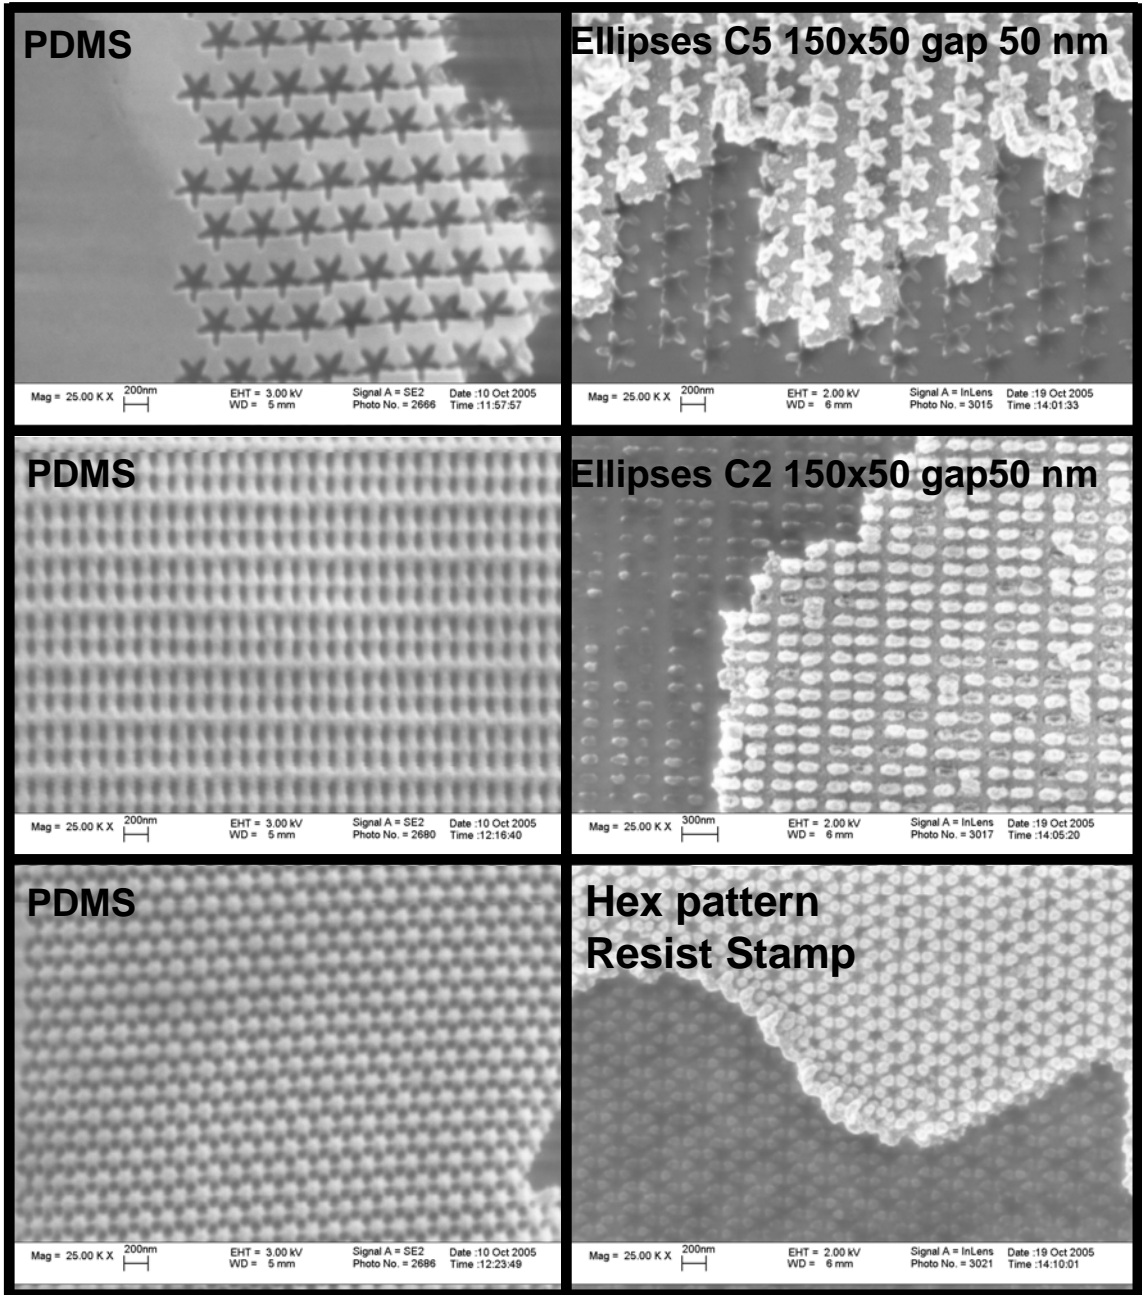 PDMS
Mag = 25.00 K X 200nm EHT = 3.00 kV Signal A = SE2 Date :10 Oct 2005
WD = 5 mm Photo No. = 2666 Time :11:57:57
Ellipses C5 150x50 gap 50 nm
Mag = 25.00 K X 200nm EHT = 2.00 kV Signal A = InLens Date :19 Oct 2005
WD = 6 mm Photo No. = 3015 Time :14:01:33
PDMS
Mag = 25.00 K X 200nm EHT = 3.00 kV Signal A = SE2 Date :10 Oct 2005
WD = 5 mm Photo No. = 2680 Time :12:16:40
Ellipses C2 150x50 gap50 nm
Mag = 25.00 K X 300nm EHT = 2.00 kV Signal A = InLens Date :19 Oct 2005
WD = 6 mm Photo No. = 3017 Time :14:05:20
PDMS
Mag = 25.00 K X 200nm EHT = 3.00 kV Signal A = SE2 Date :10 Oct 2005
WD = 5 mm Photo No. = 2686 Time :12:23:49
Hex pattern
Resist Stamp
Mag = 25.00 K X 200nm EHT = 2.00 kV Signal A = InLens Date :19 Oct 2005
WD = 6 mm Photo No. = 3021 Time :14:10:01